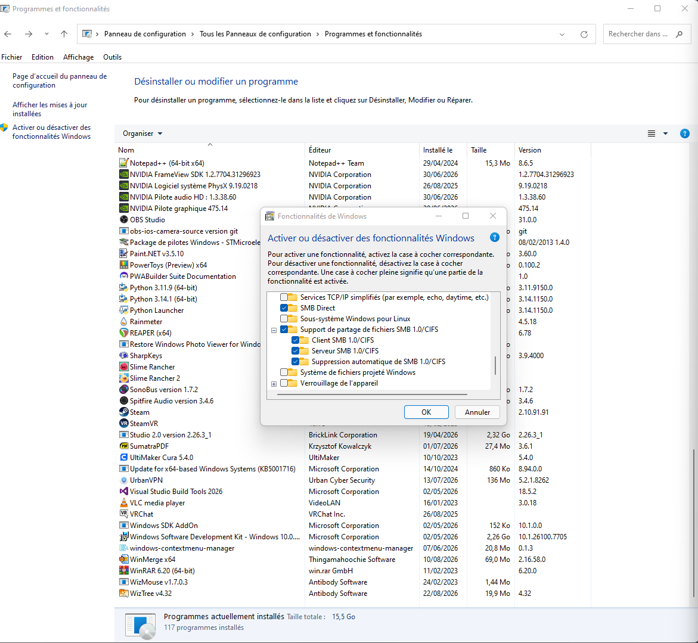 Programmes et fonctionnalités
Panneau de configuration > Tous les Panneaux de configuration > Programmes et fonctionnalités
Rechercher dans ...
Fichier Edition Affichage Outils
Page d'accueil du panneau de configuration
Afficher les mises à jour installées
Activer ou désactiver des fonctionnalités Windows
Désinstaller ou modifier un programme
Pour désinstaller un programme, sélectionnez-le dans la liste et cliquez sur Désinstaller, Modifier ou Réparer.
Organiser
Nom Éditeur Installé le Taille Version
Notepad++ (64-bit x64) Notepad++ Team 29/04/2024 15,3 Mo 8.6.5
NVIDIA FrameView SDK 1.2.7704.31296923 NVIDIA Corporation 30/06/2026 1.2.7704.31296923
NVIDIA Logiciel système PhysX 9.19.0218 NVIDIA Corporation 26/08/2025 9.19.0218
NVIDIA Pilote audio HD : 1.3.38.60 NVIDIA Corporation 30/06/2026 1.3.38.60
NVIDIA Pilote graphique 475.14 NVIDIA Corporation 30/06/2026 475.14
OBS Studio 31.0.0
obs-ios-camera-source version git git
Package de pilotes Windows - STMicroele 08/02/2013 1.4.0
Paint.NET v3.5.10 3.60.0
PowerToys (Preview) x64 0.100.2
PWABuilder Suite Documentation 1.0
Python 3.11.9 (64-bit) 3.11.9150.0
Python 3.14.1 (64-bit) 3.14.1150.0
Python Launcher 3.14.1150.0
Rainmeter 4.5.18
REAPER (x64) 6.78
Restore Windows Photo Viewer for Windo
SharpKeys 3.9.4000
Slime Rancher
Slime Rancher 2
SonoBus version 1.7.2 1.7.2
Spitfire Audio version 3.4.6 3.4.6
Steam 2.10.91.91
SteamVR
Studio 2.0 version 2.26.3_1 BrickLink Corporation 19/04/2026 2,32 Go 2.26.3_1
SumatraPDF Krzysztof Kowalczyk 01/07/2026 27,4 Mo 3.6.1
UltiMaker Cura 5.4.0 UltiMaker 10/10/2023 5.4.0
Update for x64-based Windows Systems (KB5001716) Microsoft Corporation 14/10/2024 860 Ko 8.94.0.0
UrbanVPN Urban Cyber Security 13/07/2026 136 Mo 5.2.1.8262
Visual Studio Build Tools 2026 Microsoft Corporation 02/05/2026 18.5.2
VLC media player VideoLAN 16/01/2023 3.0.18
VRChat VRChat Inc. 26/08/2025
Windows SDK AddOn Microsoft Corporation 02/05/2026 152 Ko 10.1.0.0
Windows Software Development Kit - Windows 10.0.... Microsoft Corporation 02/05/2026 2,26 Go 10.1.26100.7705
windows-contextmenu-manager windows-contextmenu-manager 07/06/2026 20,8 Mo 0.1.3
WinMerge x64 Thingamahoochie Software 10/08/2026 69,0 Mo 2.16.58.0
WinRAR 6.20 (64-bit) win.rar GmbH 11/02/2023 6.20.0
WizMouse v1.7.0.3 Antibody Software 24/02/2023 1,44 Mo
WizTree v4.32 Antibody Software 22/08/2026 19,9 Mo 4.32
Fonctionnalités de Windows
Activer ou désactiver des fonctionnalités Windows
Pour activer une fonctionnalité, activez la case à cocher correspondante.
Pour désactiver une fonctionnalité, désactivez la case à cocher
correspondante. Une case à cocher pleine signifie qu'une partie de la
fonctionnalité est activée.
Services TCP/IP simplifiés (par exemple, echo, daytime, etc.)
SMB Direct
Sous-système Windows pour Linux
Support de partage de fichiers SMB 1.0/CIFS
Client SMB 1.0/CIFS
Serveur SMB 1.0/CIFS
Suppression automatique de SMB 1.0/CIFS
Système de fichiers projeté Windows
Verrouillage de l'appareil
OK Annuler
Programmes actuellement installés Taille totale : 15,5 Go
117 programmes installés